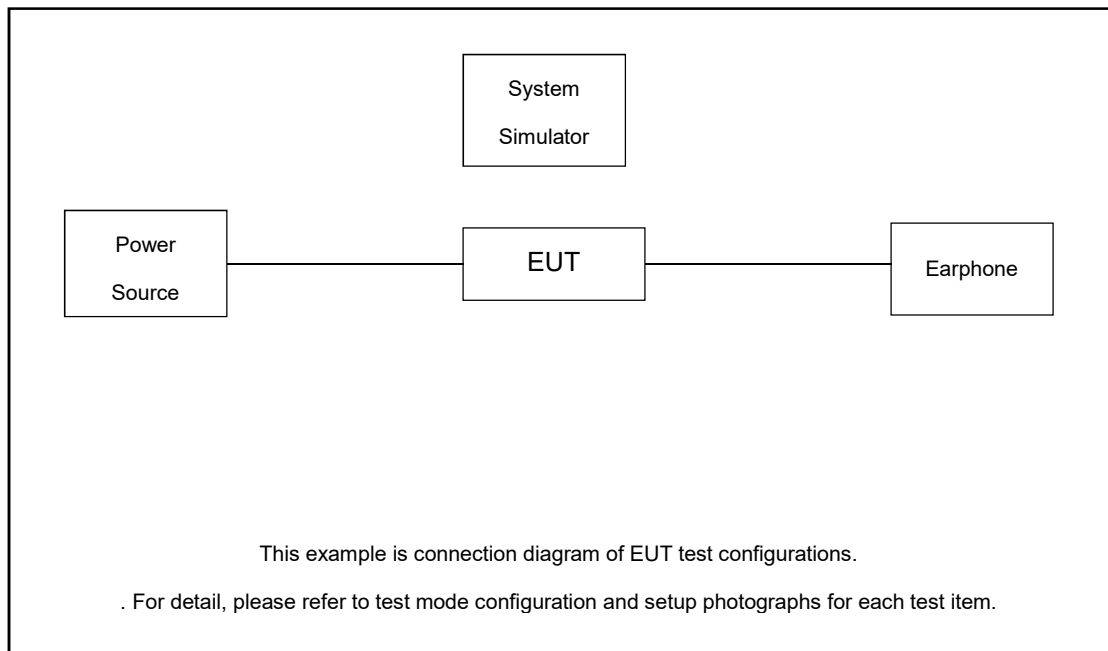 System
Simulator
Power
Source
EUT
Earphone
This example is connection diagram of EUT test configurations.
. For detail, please refer to test mode configuration and setup photographs for each test item.